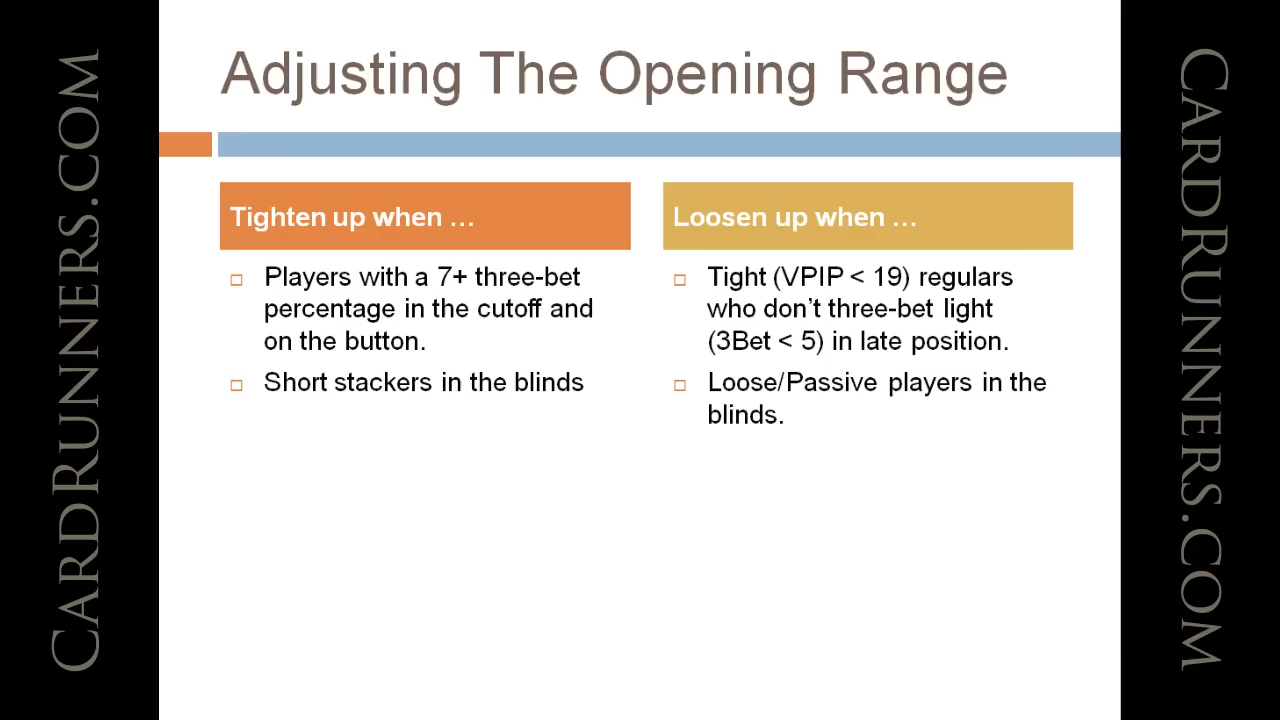 Adjusting The Opening Range
Tighten up when …
Players with a 7+ three-bet
percentage in the cutoff and
on the button.
Short stackers in the blinds
Loosen up when …
Tight (VPIP < 19) regulars
who don’t three-bet light
(3Bet < 5) in late position.
Loose/Passive players in the
blinds.
CARDRUNNERS.COM
CARDRUNNERS.COM